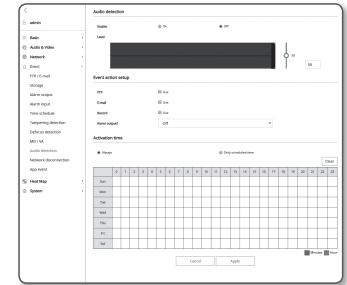 admin
Basic
Audio & Video
Network
Event
FTP / E-mail
Storage
Alarm output
Alarm input
Time schedule
Tampering detection
Defocus detection
MD / VA
Audio detection
Network disconnection
App event
Heat Map
System
Audio detection
Enable On Off
Level
50
50
Event action setup
FTP Use
E-mail Use
Record Use
Alarm output1 Off
Activation time
Always Only scheduled time
Clear
0 1 2 3 4 5 6 7 8 9 10 11 12 13 14 15 16 17 18 19 20 21 22 23
Sun
Mon
Tue
Wed
Thu
Fri
Sat
Minutes Hour
Cancel Apply